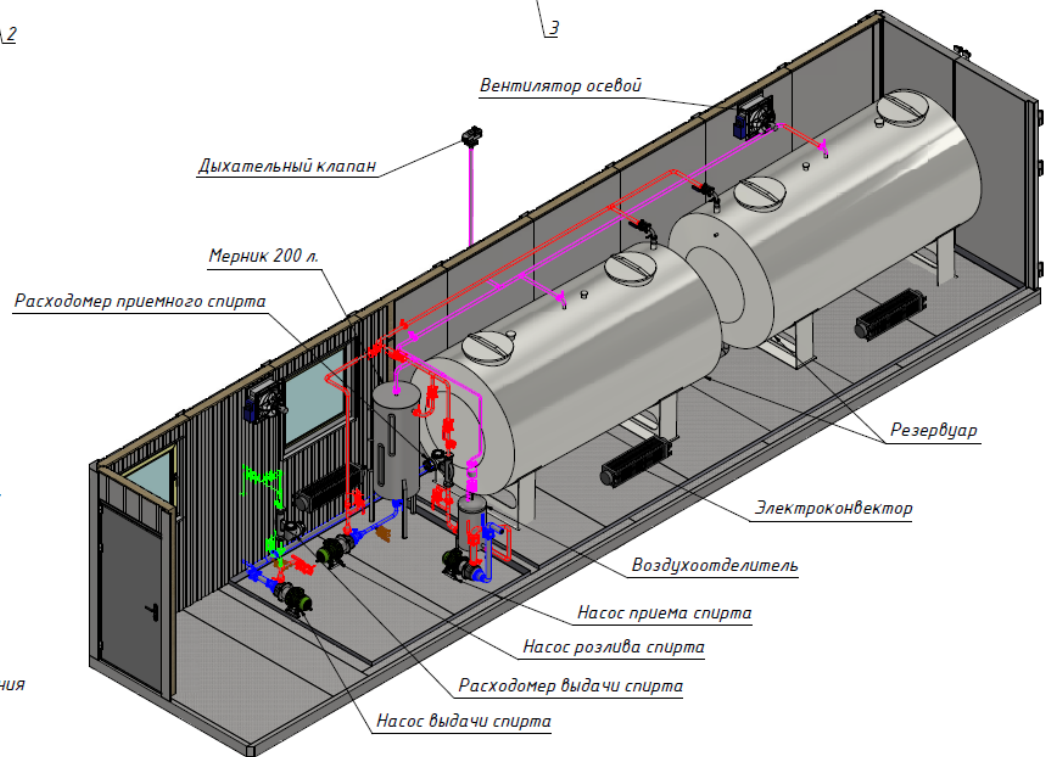 2
3
Вентилятор осевой
Дыхательный клапан
Мерник 200 л.
Расходомер приемного спирта
Резервуар
Электроконвектор
Воздухоотделитель
Насос приема спирта
Насос розлива спирта
Расходомер выдачи спирта
ния
Насос выдачи спирта